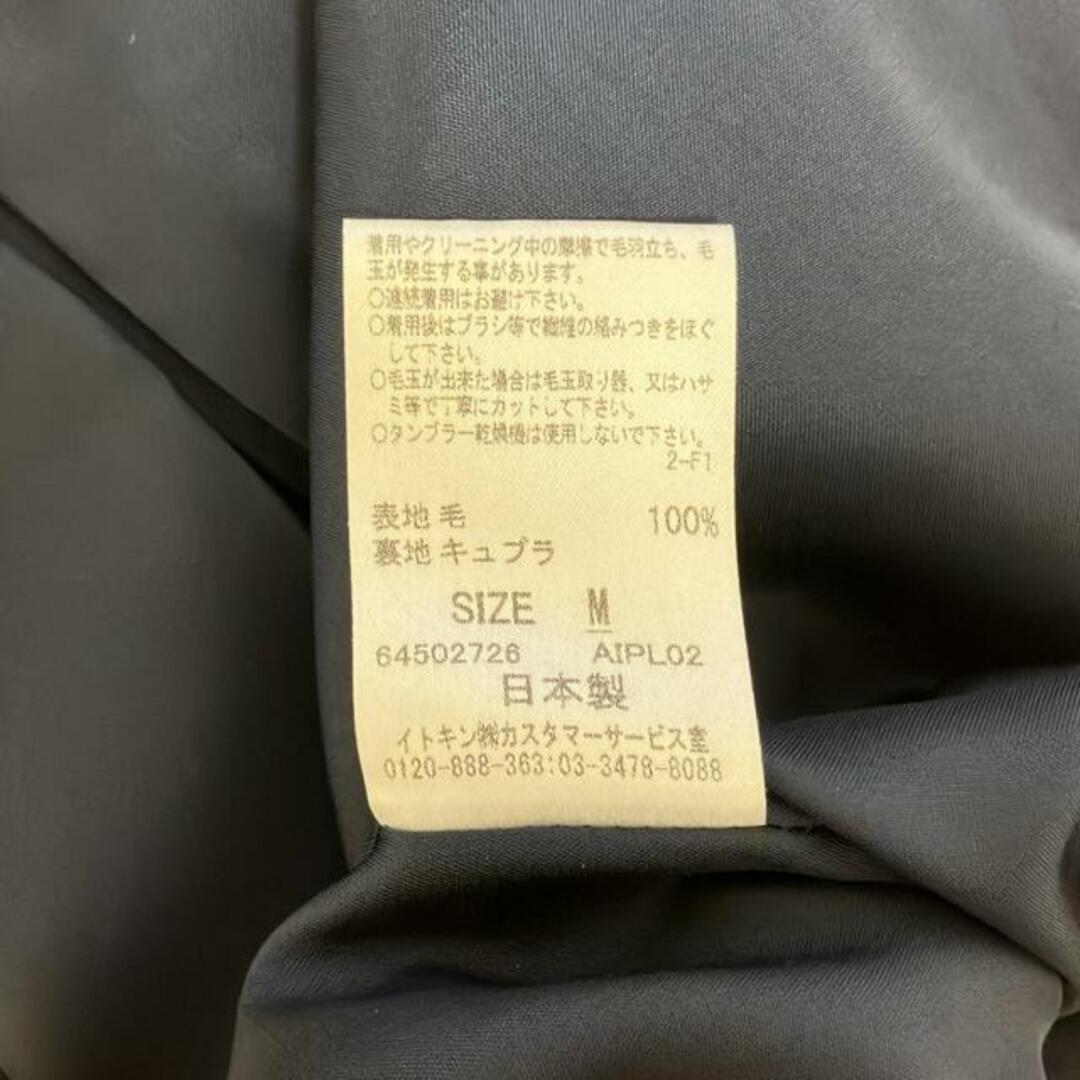 着用やクリーニング中の摩擦で毛羽立ち、毛
玉が発生する事があります。
○連続着用はお避け下さい。
○着用後はブラシ等で繊維の絡みつきをほぐ
して下さい。
○毛玉が出来た場合は毛玉取り器、又はハサ
ミ等で丁寧にカットして下さい。
○タンブラー乾燥機は使用しないで下さい。
2-F1
表地 毛 100%
裏地 キュプラ
SIZE M
64502726 AIPL02
日本製
イトキン㈱カスタマーサービス室
0120-888-363:03-3478-8088